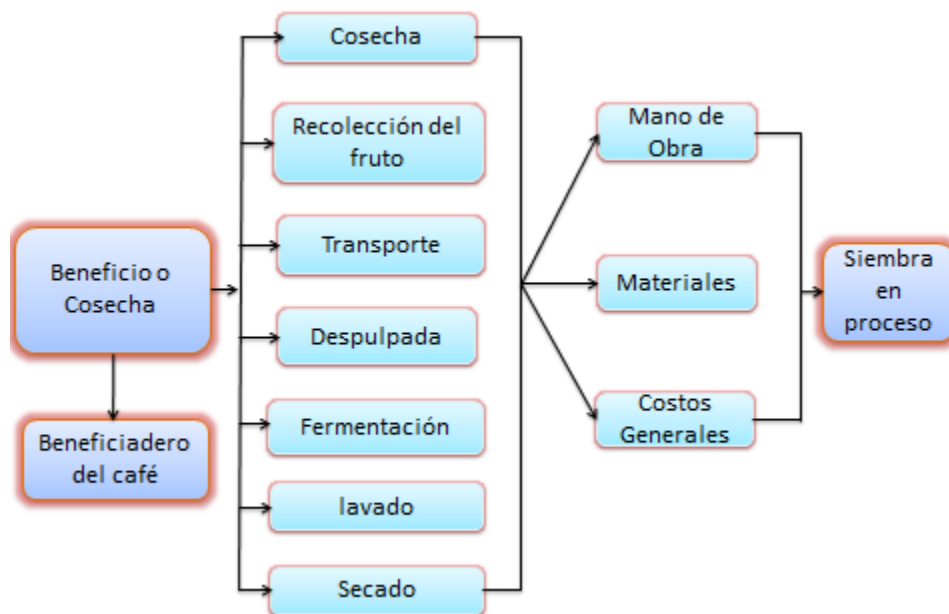 Cosecha
Recolección del
fruto
Transporte
Despulpada
Fermentación
lavado
Secado
Beneficio o
Cosecha
Beneficiadero
del café
Mano de
Obra
Materiales
Costos
Generales
Siembra
en
proceso